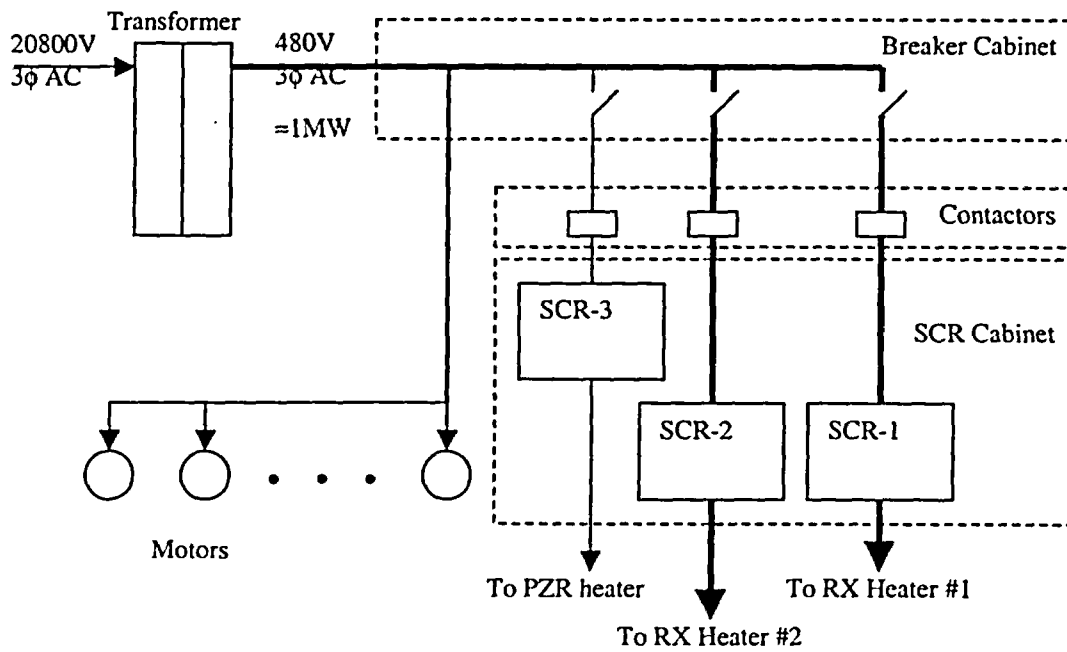 Transformer
20800V
3ϕ AC
480V
3ϕ AC
=1MW
Breaker Cabinet
Contactors
SCR-3
SCR Cabinet
SCR-2
SCR-1
Motors
To PZR heater
To RX Heater #1
To RX Heater #2